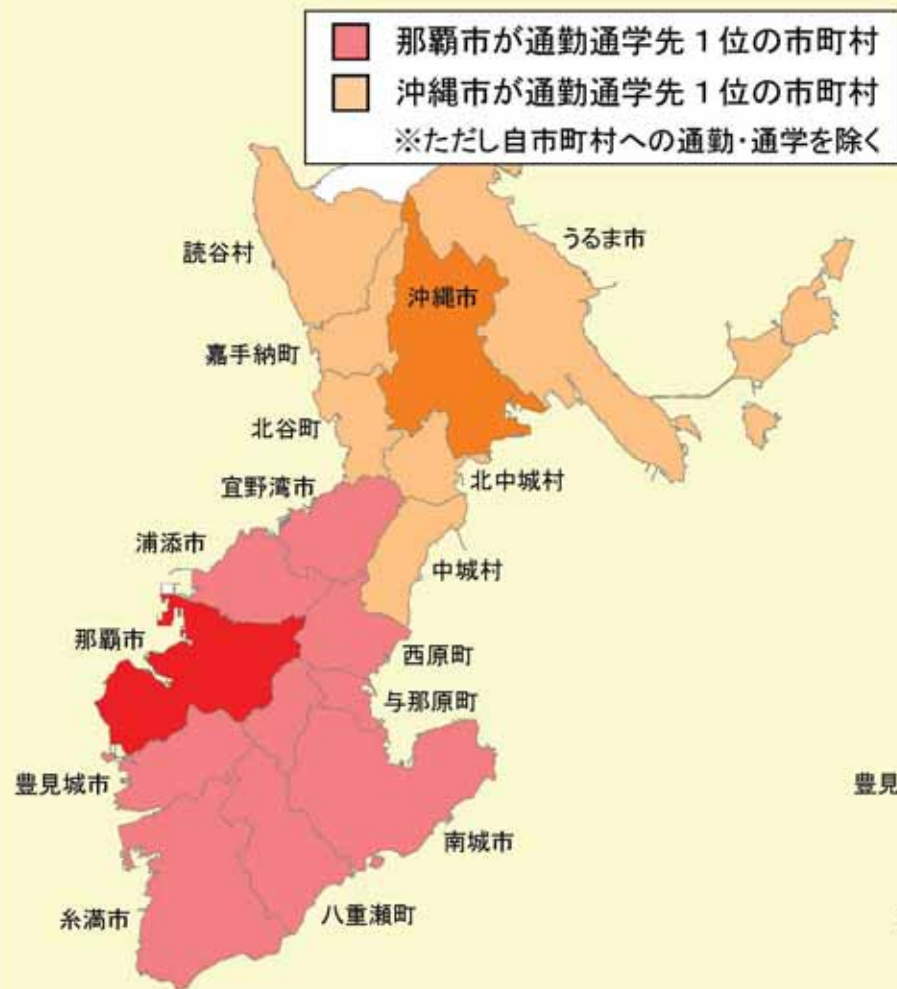 那覇市が通勤通学先1位の市町村
沖縄市が通勤通学先1位の市町村
※ただし自市町村への通勤・通学を除く
うるま市
読谷村
沖縄市
嘉手納町
北谷町
北中城村
宜野湾市
浦添市
中城村
那覇市
西原町
与那原町
豊見城市
豊見
南城市
八重瀬町
糸満市